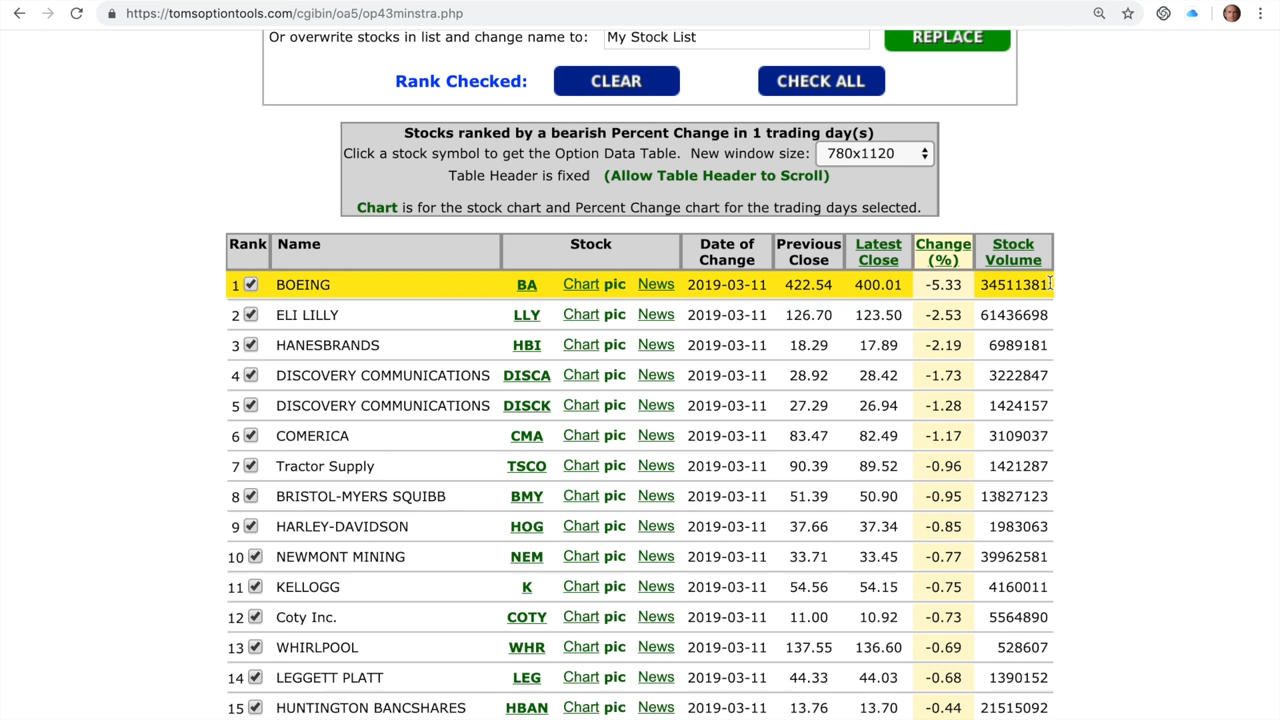 https://tomsoptiontools.com/cgibin/oa5/op43minstra.php
Or overwrite stocks in list and change name to: My Stock List REPLACE
Rank Checked: CLEAR CHECK ALL
Stocks ranked by a bearish Percent Change in 1 trading day(s)
Click a stock symbol to get the Option Data Table. New window size: 780x1120
Table Header is fixed (Allow Table Header to Scroll)
Chart is for the stock chart and Percent Change chart for the trading days selected.
Rank Name Stock Date of Change Previous Close Latest Close Change (%) Stock Volume
1 BOEING BA Chart pic News 2019-03-11 422.54 400.01 -5.33 34511381
2 ELI LILLY LLY Chart pic News 2019-03-11 126.70 123.50 -2.53 61436698
3 HANESBRANDS HBI Chart pic News 2019-03-11 18.29 17.89 -2.19 6989181
4 DISCOVERY COMMUNICATIONS DISCA Chart pic News 2019-03-11 28.92 28.42 -1.73 3222847
5 DISCOVERY COMMUNICATIONS DISCK Chart pic News 2019-03-11 27.29 26.94 -1.28 1424157
6 COMERICA CMA Chart pic News 2019-03-11 83.47 82.49 -1.17 3109037
7 Tractor Supply TSCO Chart pic News 2019-03-11 90.39 89.52 -0.96 1421287
8 BRISTOL-MYERS SQUIBB BMY Chart pic News 2019-03-11 51.39 50.90 -0.95 13827123
9 HARLEY-DAVIDSON HOG Chart pic News 2019-03-11 37.66 37.34 -0.85 1983063
10 NEWMONT MINING NEM Chart pic News 2019-03-11 33.71 33.45 -0.77 39962581
11 KELLOGG K Chart pic News 2019-03-11 54.56 54.15 -0.75 4160011
12 Coty Inc. COTY Chart pic News 2019-03-11 11.00 10.92 -0.73 5564890
13 WHIRLPOOL WHR Chart pic News 2019-03-11 137.55 136.60 -0.69 528607
14 LEGGETT PLATT LEG Chart pic News 2019-03-11 44.33 44.03 -0.68 1390152
15 HUNTINGTON BANCSHARES HBAN Chart pic News 2019-03-11 13.76 13.70 -0.44 21515092